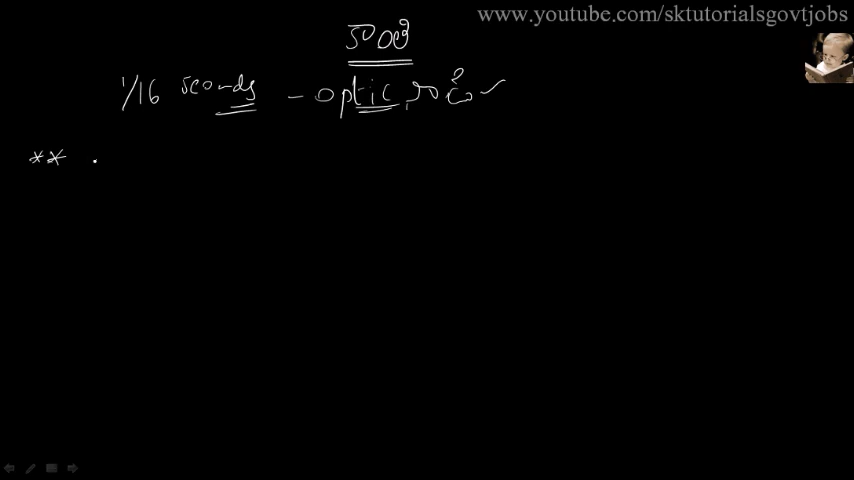 www.youtube.com/sktutorialsgovtjobs
1/16 seconds - optic నాడి
** .